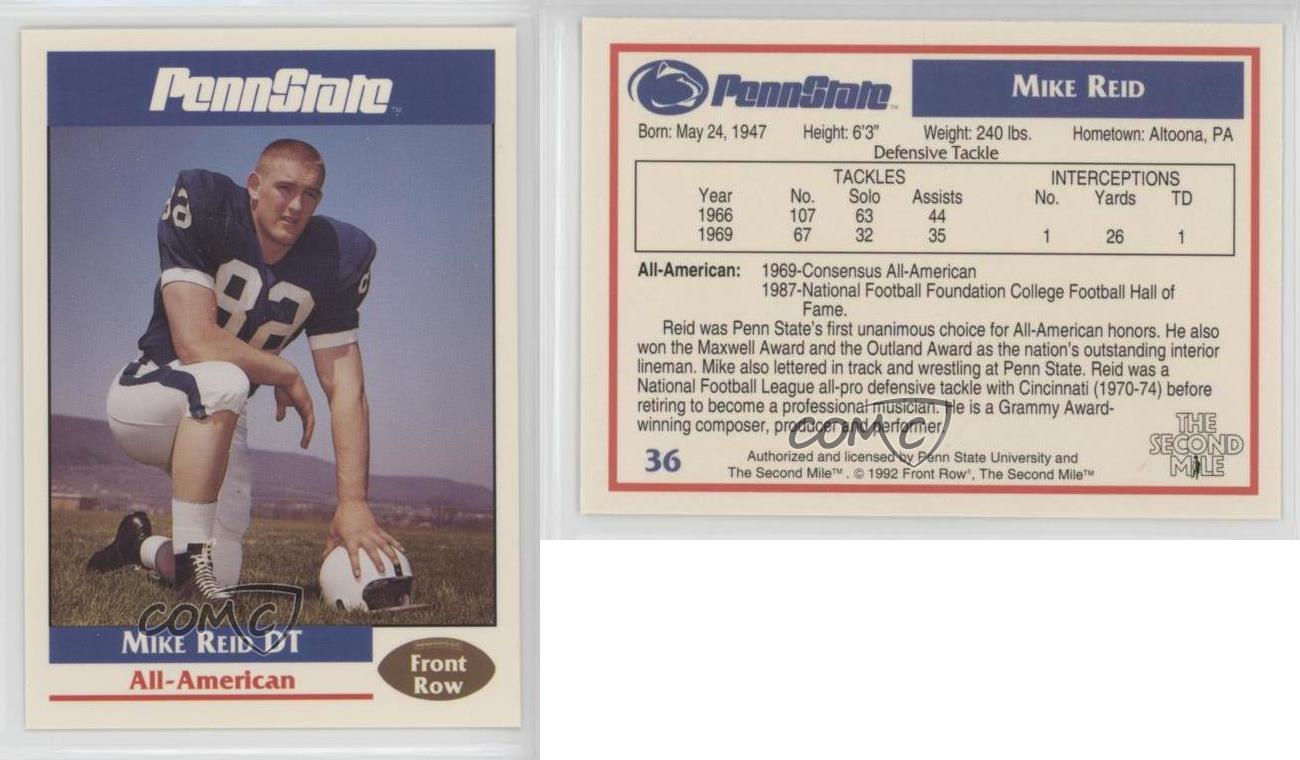 PennState™
82
82
82
COMC
MIKE REID DT
All-American
Front
Row
PennState™
MIKE REID
Born: May 24, 1947 Height: 6'3" Weight: 240 lbs. Hometown: Altoona, PA
Defensive Tackle
TACKLES INTERCEPTIONS
Year No. Solo Assists No. Yards TD
1966 107 63 44
1969 67 32 35 1 26 1
All-American: 1969-Consensus All-American
1987-National Football Foundation College Football Hall of
Fame.
Reid was Penn State's first unanimous choice for All-American honors. He also
won the Maxwell Award and the Outland Award as the nation's outstanding interior
lineman. Mike also lettered in track and wrestling at Penn State. Reid was a
National Football League all-pro defensive tackle with Cincinnati (1970-74) before
retiring to become a professional musician. He is a Grammy Award-
winning composer, producer and performer.
COMC
36
Authorized and licensed by Penn State University and
The Second Mile™. © 1992 Front Row®, The Second Mile™
THE
SECOND
MILE